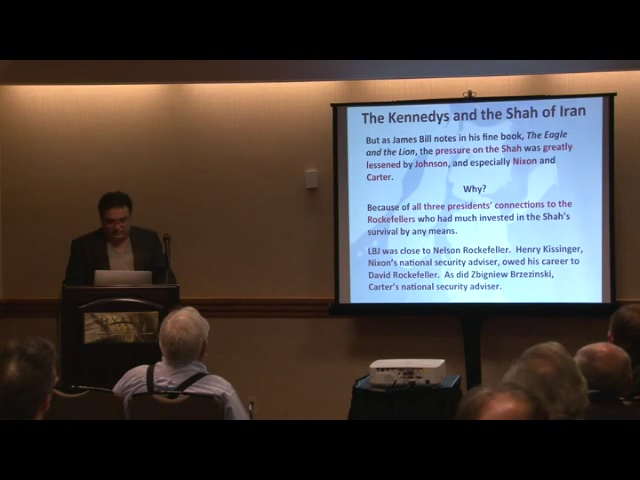 The Kennedys and the Shah of Iran
But as James Bill notes in his fine book, The Eagle
and the Lion, the pressure on the Shah was greatly
lessened by Johnson, and especially Nixon and
Carter.
Why?
Because of all three presidents' connections to the
Rockefellers who had much invested in the Shah's
survival by any means.
LBJ was close to Nelson Rockefeller. Henry Kissinger,
Nixon's national security adviser, owed his career to
David Rockefeller. As did Zbigniew Brzezinski,
Carter's national security adviser.